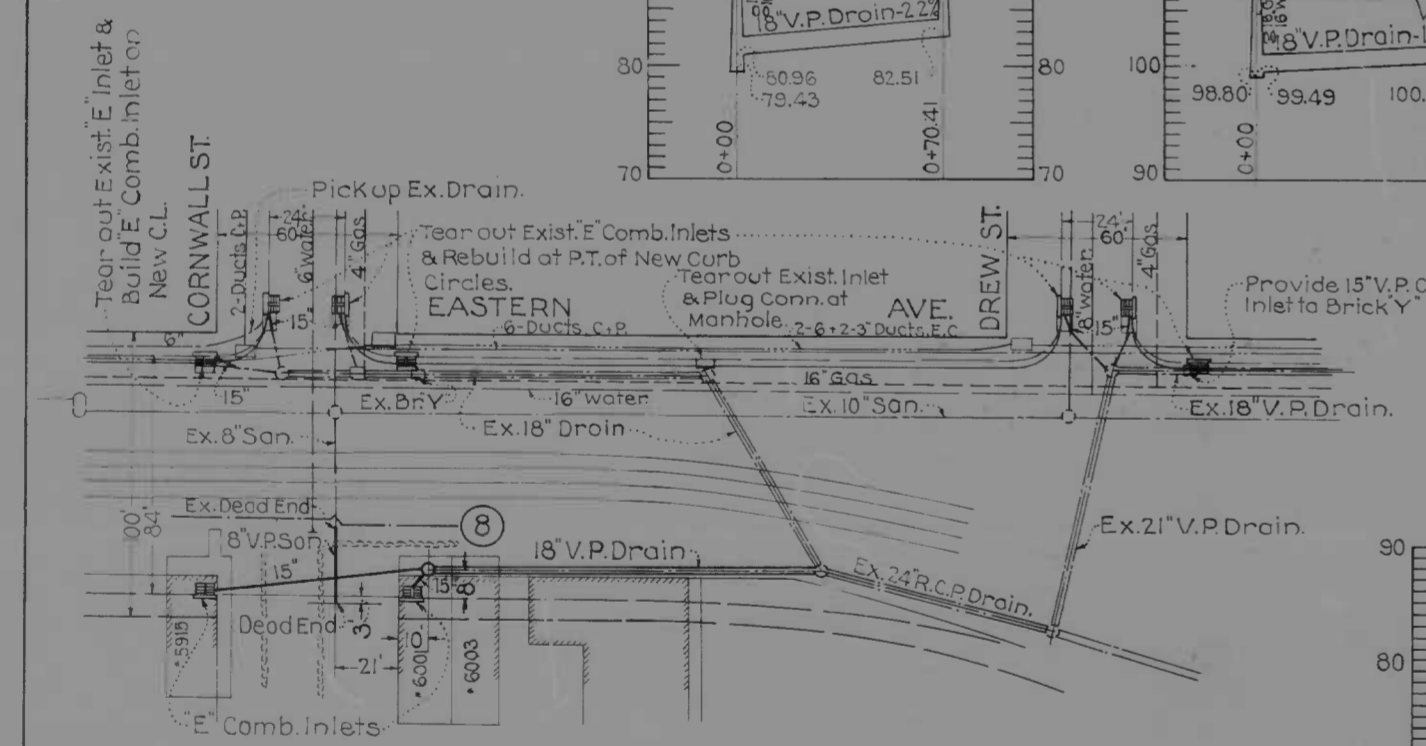 18"V.P.Drain-2.2%
80
80.96
79.43
82.51
80
70
0+00
0+70.41
70
18"V.P.Drain-1
100
98.80
99.49
100.
90
0+00
Tear out Exist."E" Inlet &
Build "E" Comb. Inlet on
New C.L.
CORNWALL ST.
Pick up Ex. Drain.
2-Ducts C+P.
24'
60'
6"water
4" Gas
Tear out Exist."E" Comb. Inlets
& Rebuild at P.T. of New Curb
Circles.
EASTERN
AVE.
Tear out Exist. Inlet
& Plug Conn. at
Manhole
DREW ST.
24'
60'
8"water
4" Gas
Provide 15" V.P.
Inlet to Brick "Y"
6"
15"
15"
6-Ducts. C+P.
2-6+2-3" Ducts. E.C.
15"
16" Gas
Ex. Br. Y
16" Water
Ex. 10" San.
Ex. 18" V.P. Drain.
Ex. 8" San.
Ex. 18" Drain
100'
84'
Ex. Dead End
8" V.P. San
8
18" V.P. Drain
Ex. 21" V.P. Drain.
15"
15"
8'
Ex. 24" R.C.P. Drain.
Dead End
3'
10'
21'
5915
6001
6003
"E" Comb. Inlets
90
80